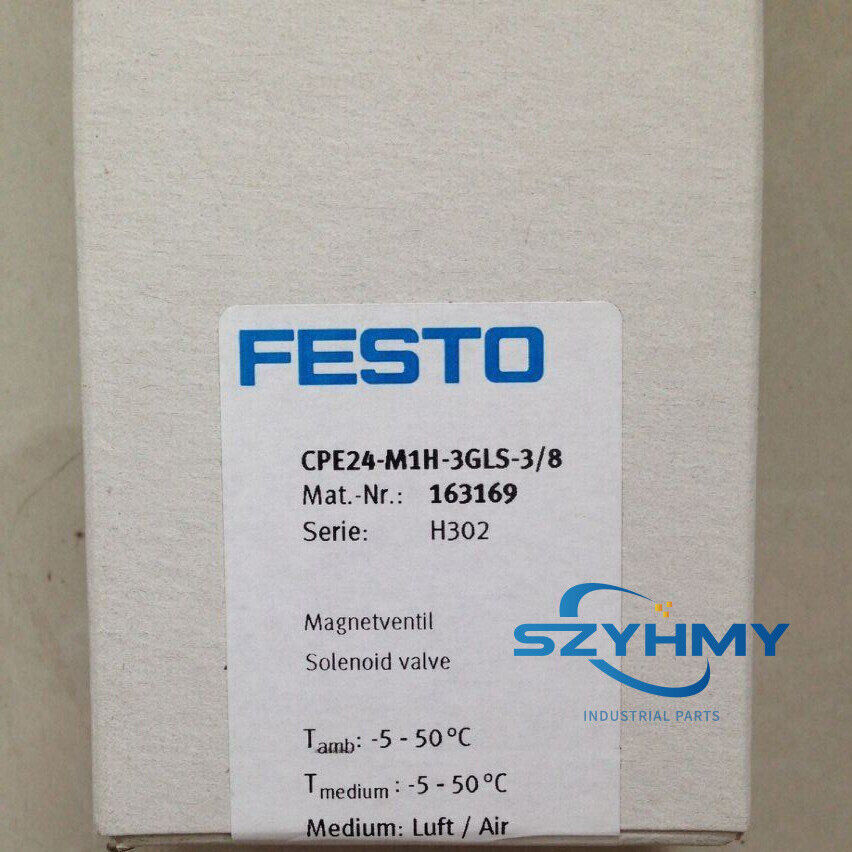 FESTO
CPE24-M1H-3GLS-3/8
Mat.-Nr.: 163169
Serie: H302
Magnetventil
Solenoid valve
SZYHMY
INDUSTRIAL PARTS
Tamb: -5 - 50 °C
Tmedium : -5 - 50 °C
Medium: Luft / Air